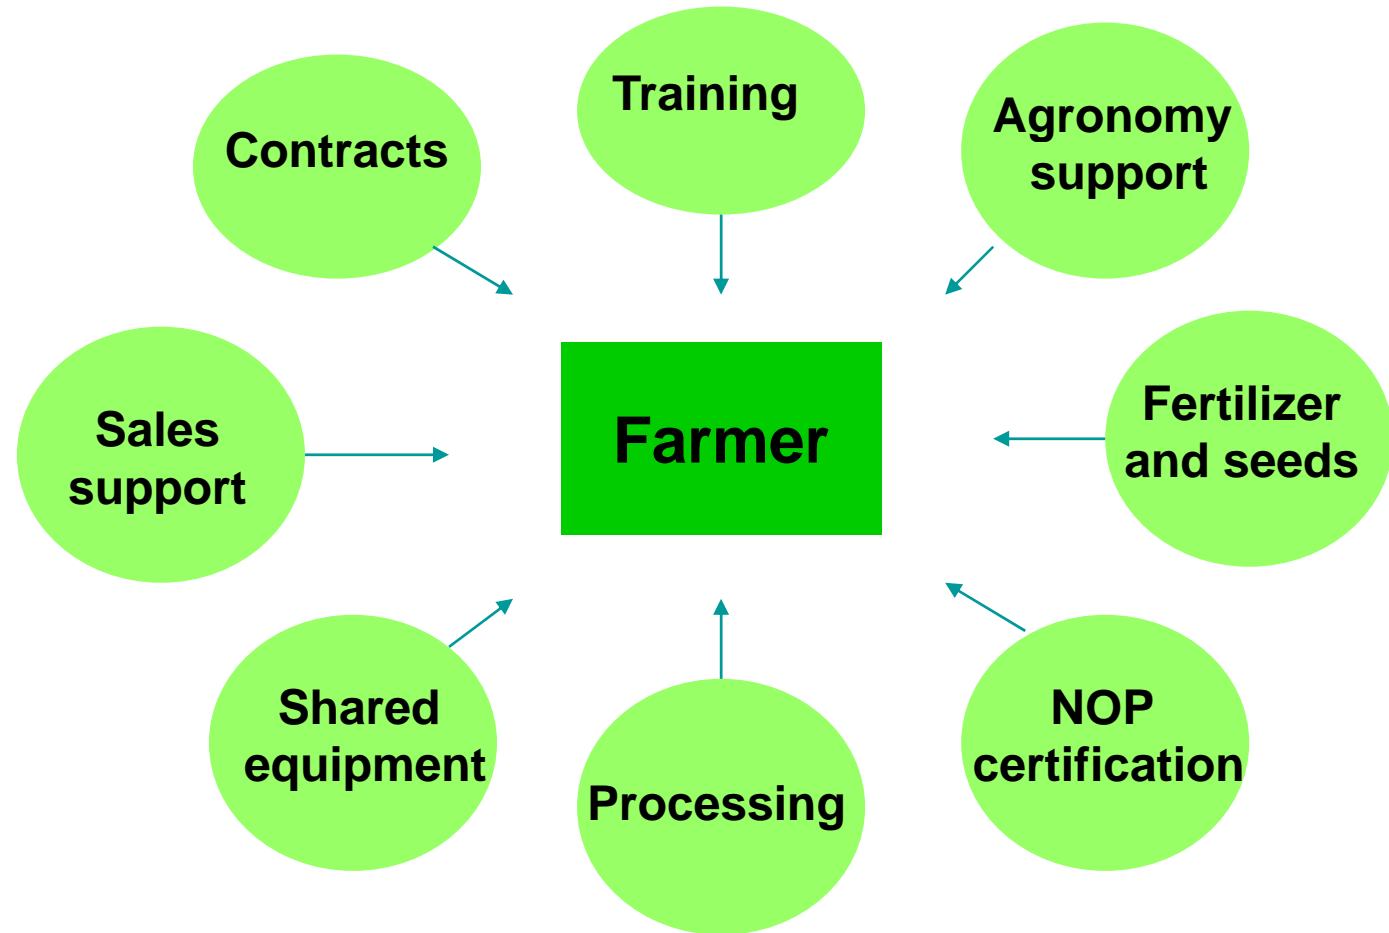 Training
Contracts
Agronomy
support
Sales
support
Farmer
Fertilizer
and seeds
Shared
equipment
Processing
NOP
certification